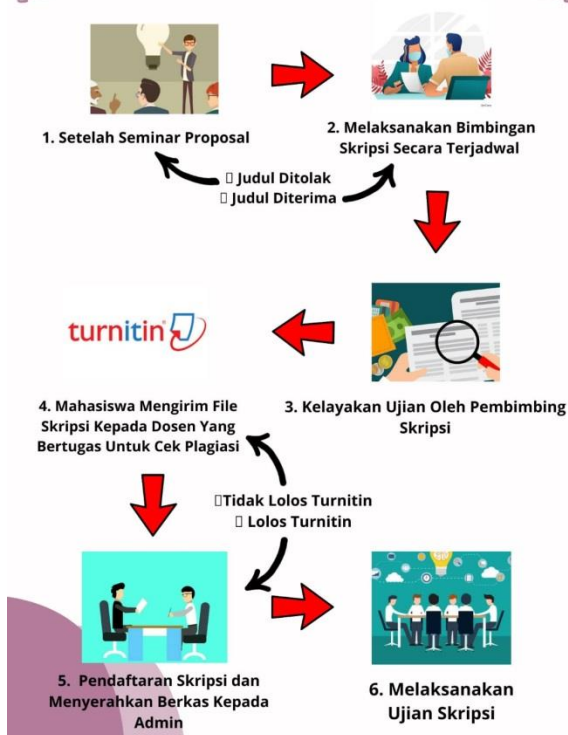 1. Setelah Seminar Proposal
2. Melaksanakan Bimbingan
Skripsi Secara Terjadwal
▯ Judul Ditolak
▯ Judul Diterima
turnitin
3. Kelayakan Ujian Oleh Pembimbing
Skripsi
4. Mahasiswa Mengirim File
Skripsi Kepada Dosen Yang
Bertugas Untuk Cek Plagiasi
▯Tidak Lolos Turnitin
▯ Lolos Turnitin
5. Pendaftaran Skripsi dan
Menyerahkan Berkas Kepada
Admin
6. Melaksanakan
Ujian Skripsi